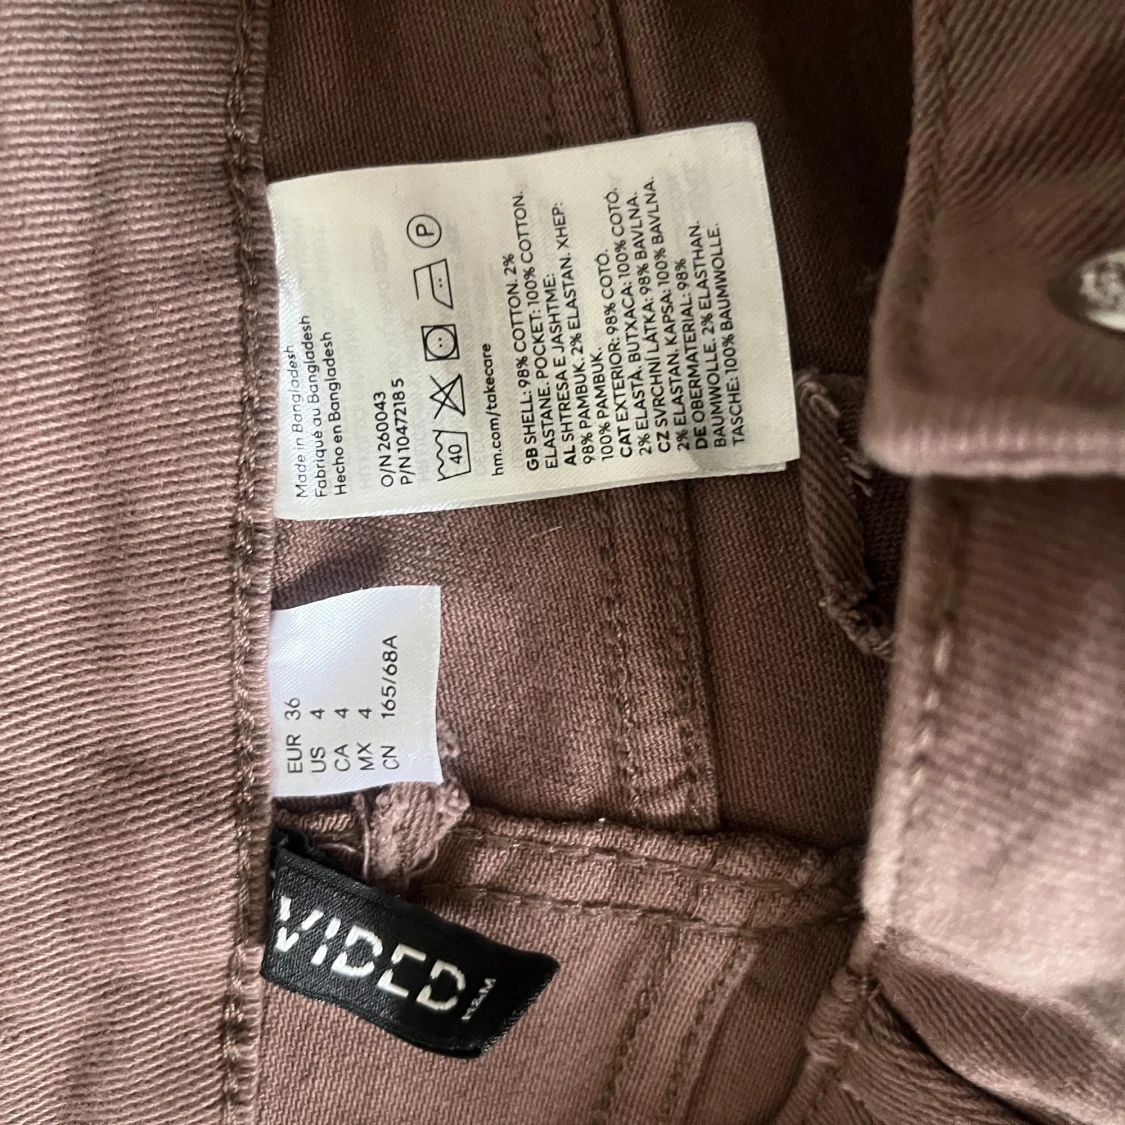 Made in Bangladesh
Fabriqué au Bangladesh
Hecho en Bangladesh
O/N 260043
P/N 1047218 5
40
P
hm.com/takecare
GB SHELL: 98% COTTON. 2%
ELASTANE. POCKET: 100% COTTON.
AL SHTRESA E JASHTME:
98% PAMBUK. 2% ELASTAN. XHEP:
100% PAMBUK.
CAT EXTERIOR: 98% COTÓ.
2% ELASTÀ. BUTXACA: 100% COTÓ.
CZ SVRCHNÍ LÁTKA: 98% BAVLNA.
2% ELASTAN. KAPSA: 100% BAVLNA.
DE OBERMATERIAL: 98%
BAUMWOLLE. 2% ELASTHAN.
TASCHE: 100% BAUMWOLLE.
EUR 36
US 4
CA 4
MX 4
CN 165/68A
VIDED
H&M